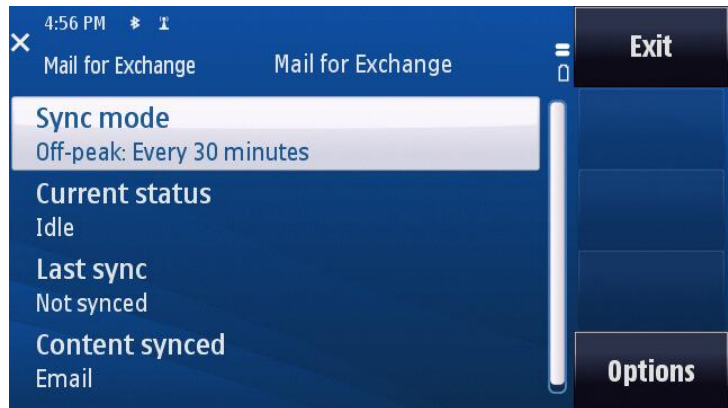 4:56 PM
Mail for Exchange
Mail for Exchange
Exit
Sync mode
Off-peak: Every 30 minutes
Current status
Idle
Last sync
Not synced
Content synced
Email
Options